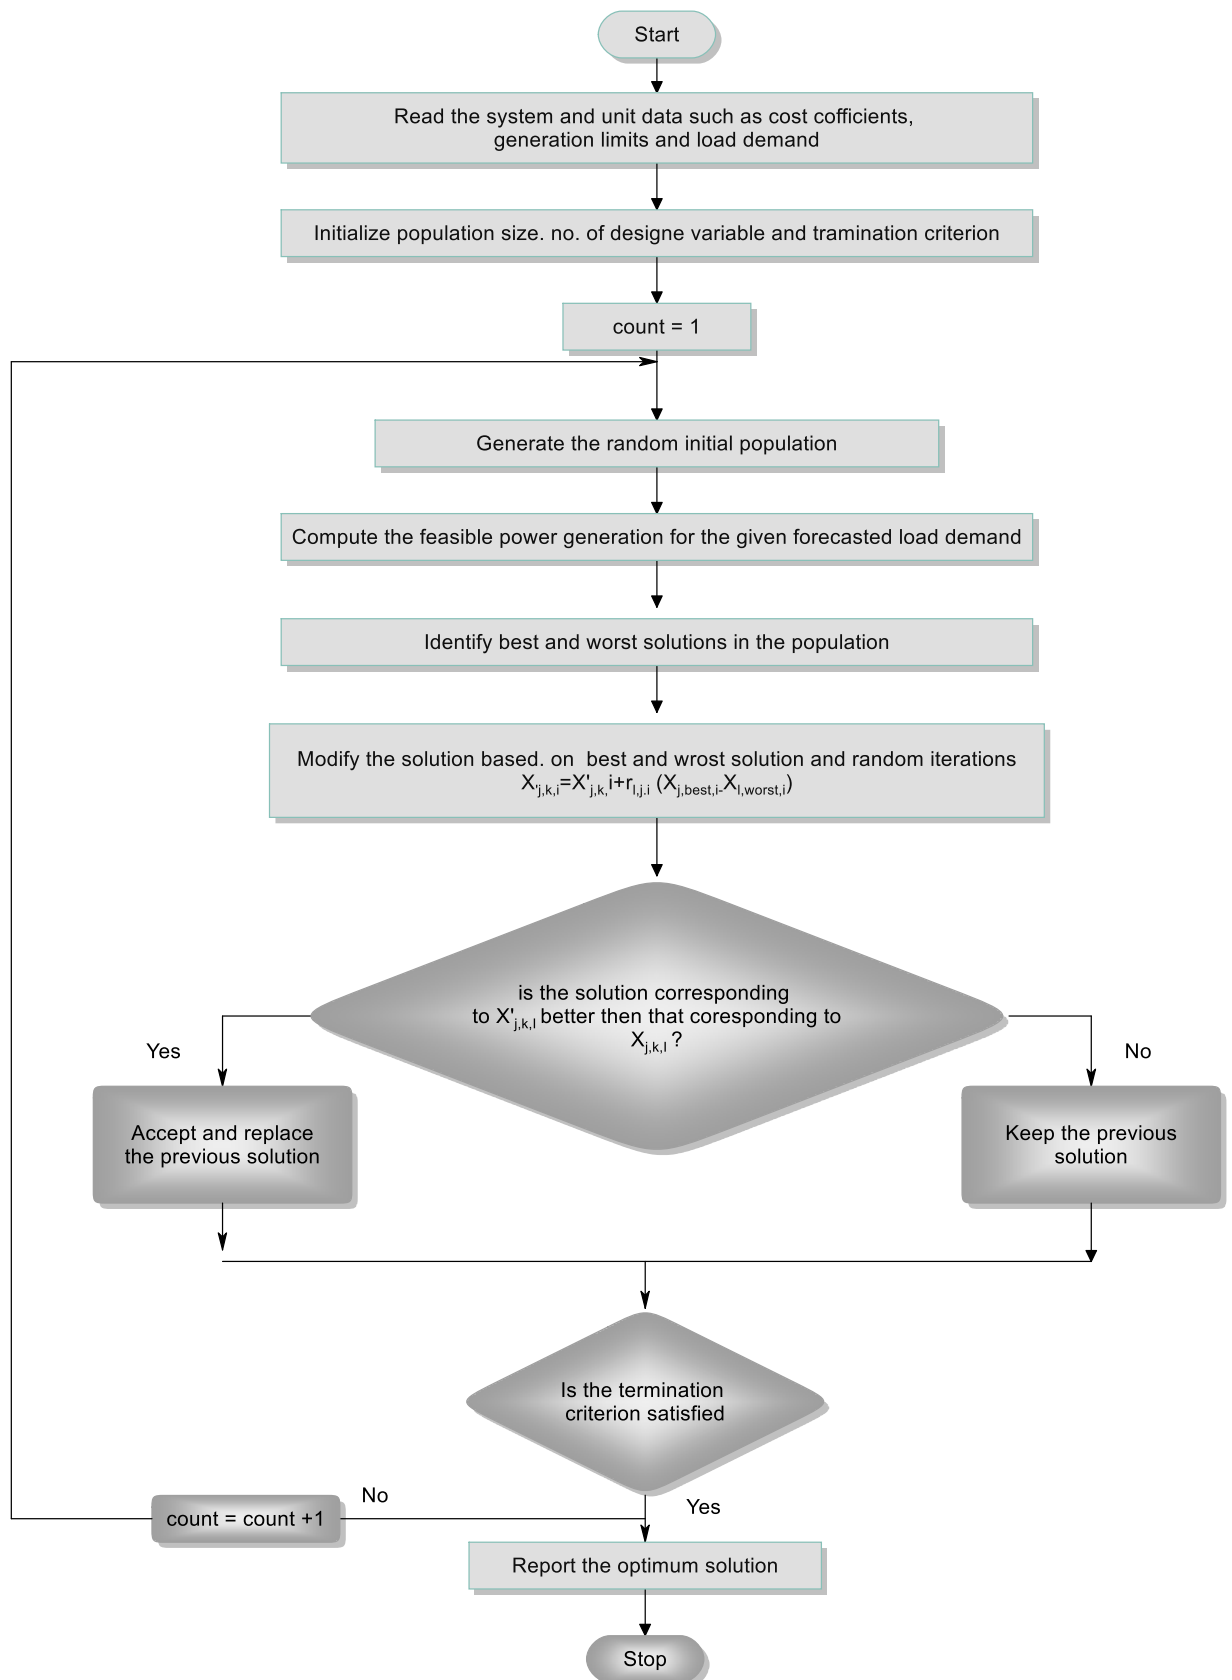 Start
Read the system and unit data such as cost cofficients,
generation limits and load demand
Initialize population size. no. of designe variable and tramination criterion
count = 1
Generate the random initial population
Compute the feasible power generation for the given forecasted load demand
Identify best and worst solutions in the population
Modify the solution based. on  best and wrost solution and random iterations
X'j,k,i=X'j,k,i+rl,j.i (Xj,best,i-Xl,worst,i)
is the solution corresponding
to X'j,k,l better then that coresponding to
Xj,k,l ?
Yes
No
Accept and replace
the previous solution
Keep the previous
solution
Is the termination
criterion satisfied
No
Yes
count = count +1
Report the optimum solution
Stop